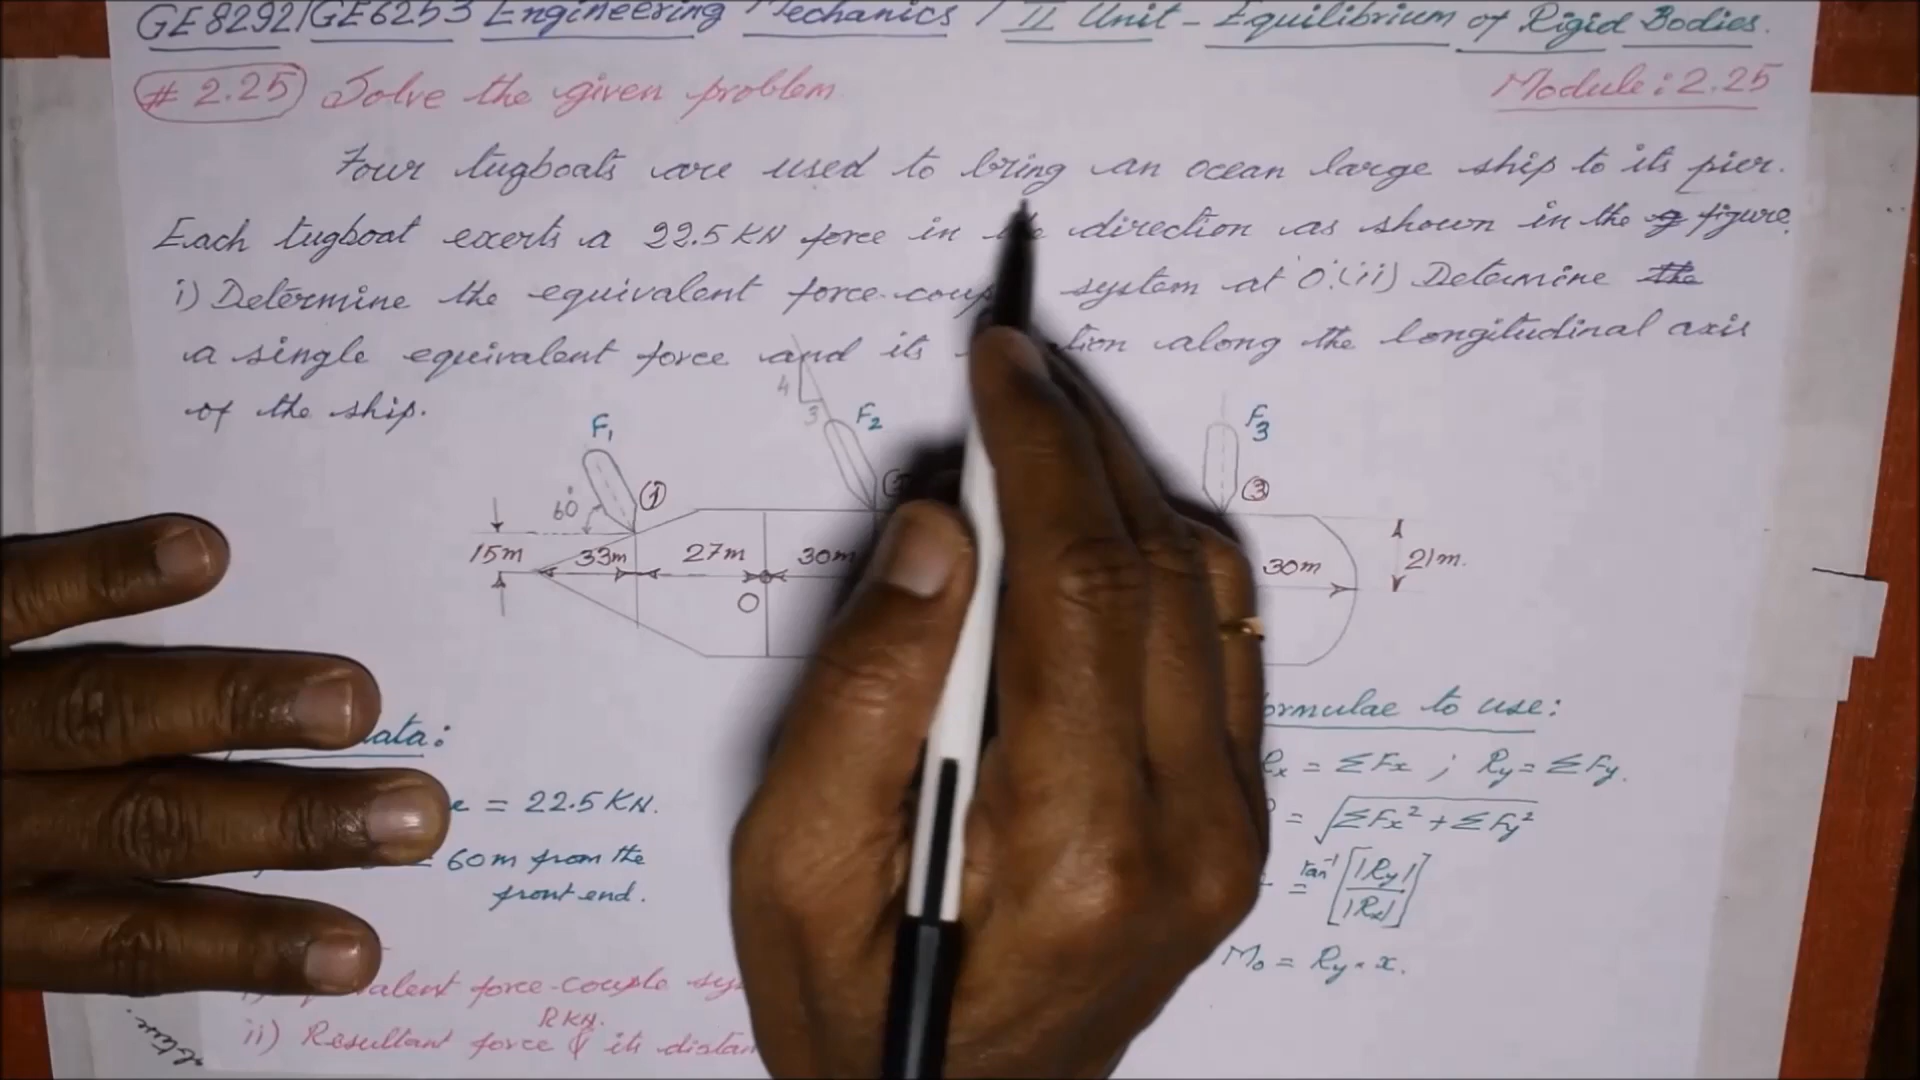 GE8292/GE6253 Engineering Mechanics / II Unit - Equilibrium of Rigid Bodies.
# 2.25 Solve the given problem
Module: 2.25
Four tugboats are used to bring an ocean large ship to its pier.
Each tugboat exerts a 22.5 KN force in the direction as shown in the figure.
i) Determine the equivalent force-coup system at 'O'. (ii) Determine the
a single equivalent force and its tion along the longitudinal axis
of the ship.
4
3
F1
F2
F3
60°
1
3
15m
33m
27m
30m
30m
21m.
O
ata:
ormulae to use:
= 22.5 KN.
Rx = ΣFx ; Ry = ΣFy.
= √ΣFx² + ΣFy²
= 60m from the
front end.
= tan⁻¹ [|Ry| / |Rx|]
Mo = Ry × x.
valent force-couple sys
R KN.
ii) Resultant force & its distan